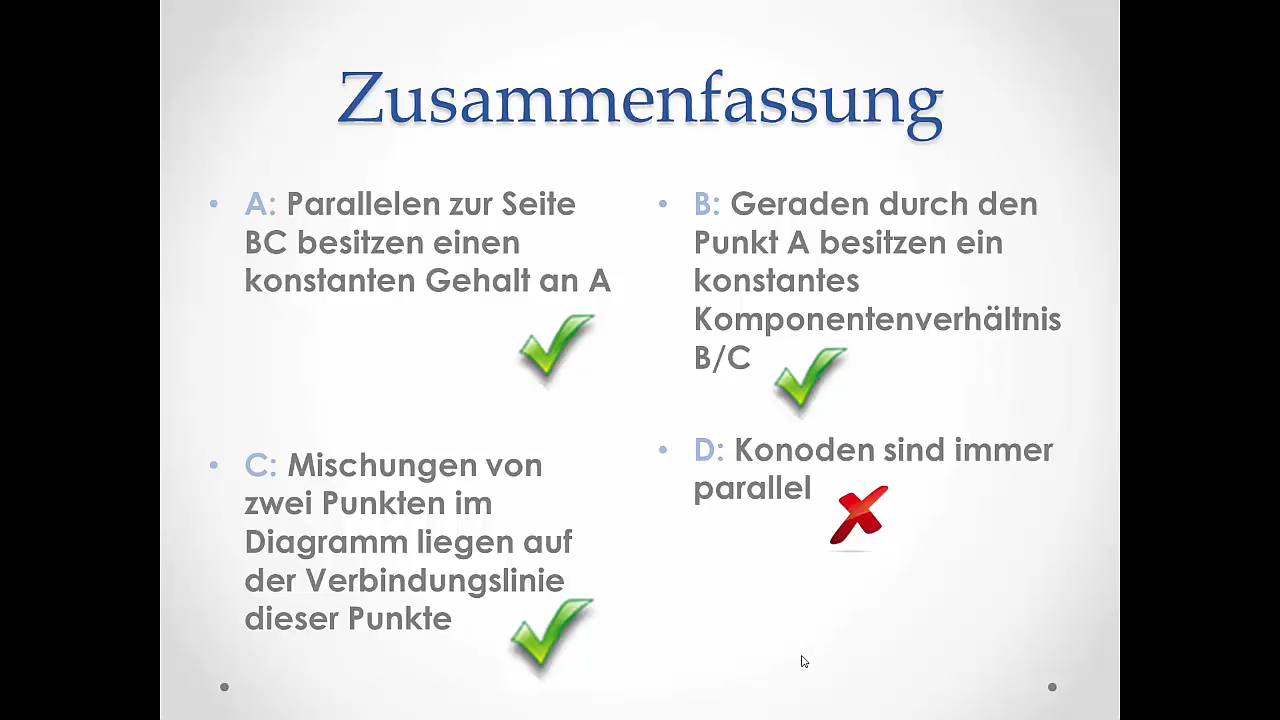 Zusammenfassung
• A: Parallelen zur Seite
BC besitzen einen
konstanten Gehalt an A
• B: Geraden durch den
Punkt A besitzen ein
konstantes
Komponentenverhältnis
B/C
• C: Mischungen von
zwei Punkten im
Diagramm liegen auf
der Verbindungslinie
dieser Punkte
• D: Konoden sind immer
parallel